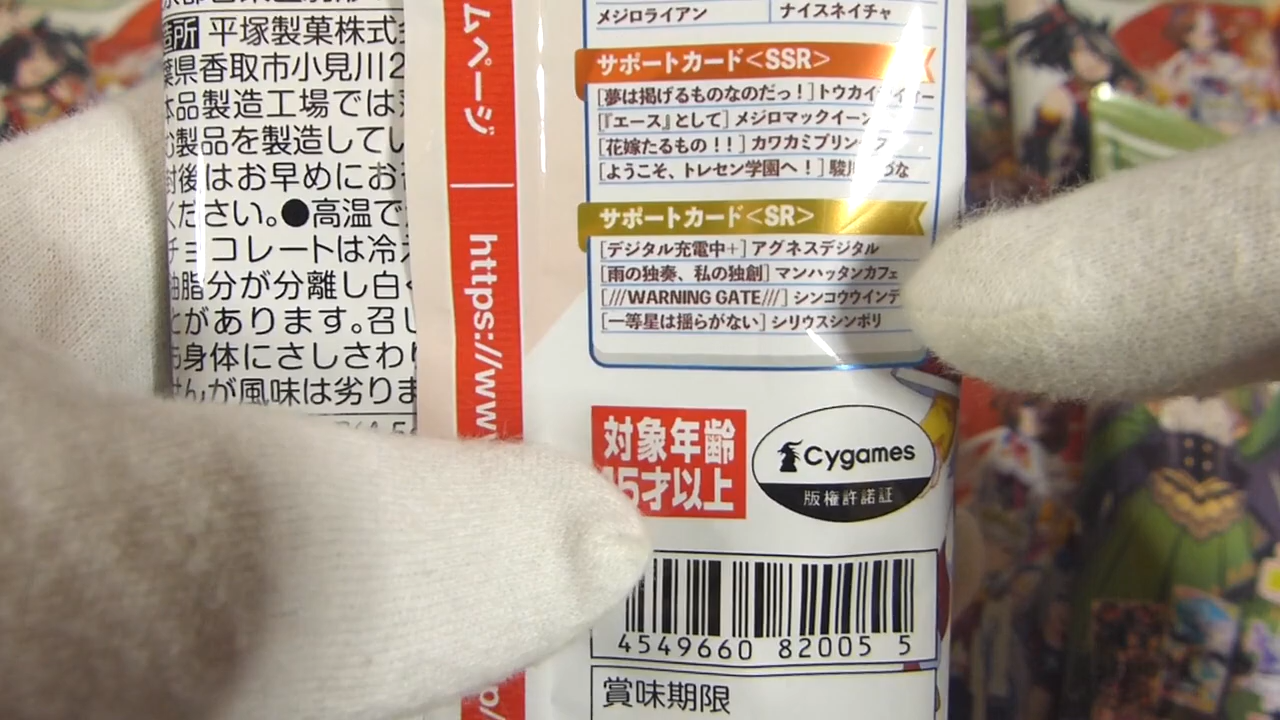 造所 平塚製菓株式
葉県香取市小見川2
本品製造工場では
む製品を製造してい
封後はお早めにお
ください。●高温で
チョコレートは冷
油脂分が分離し白
とがあります。召し
お身体にさしさわり
せんが風味は劣りま
ムページ
https://www
メジロライアン
ナイスネイチャ
サポートカード<SSR>
[夢は掲げるものなのだっ!]トウカイテイオー
[『エース』として]メジロマックイーン
[花嫁たるもの!!]カワカミプリンセス
[ようこそ、トレセン学園へ!]駿川たづな
サポートカード<SR>
[デジタル充電中+]アグネスデジタル
[雨の独奏、私の独創]マンハッタンカフェ
[///WARNING GATE///]シンコウウインデ
[一等星は揺らがない]シリウスシンボリ
対象年齢
15才以上
Cygames
版権許諾証
4549660 82005 5
賞味期限